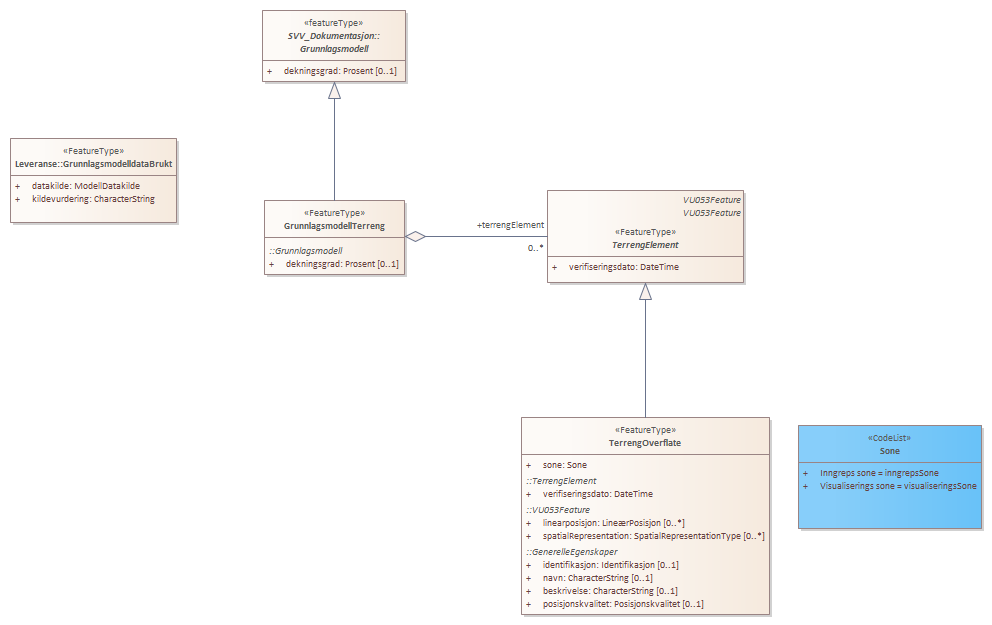 «featureType»
SVV_Dokumentasjon::
Grunnlagsmodell
+ dekningsgrad: Prosent [0..1]
«FeatureType»
Leveranse::GrunnlagsmodelldataBrukt
+ datakilde: ModellDatakilde
+ kildevurdering: CharacterString
«FeatureType»
GrunnlagsmodellTerreng
::Grunnlagsmodell
+ dekningsgrad: Prosent [0..1]
+terrengElement
0..*
VU053Feature
VU053Feature
«FeatureType»
TerrengElement
+ verifiseringsdato: DateTime
«FeatureType»
TerrengOverflate
+ sone: Sone
::TerrengElement
+ verifiseringsdato: DateTime
::VU053Feature
+ linearposisjon: LineærPosisjon [0..*]
+ spatialRepresentation: SpatialRepresentationType [0..*]
::GenerelleEgenskaper
+ identifikasjon: Identifikasjon [0..1]
+ navn: CharacterString [0..1]
+ beskrivelse: CharacterString [0..1]
+ posisjonskvalitet: Posisjonskvalitet [0..1]
«CodeList»
Sone
+ Inngreps sone = inngrepsSone
+ Visualiserings sone = visualiseringsSone